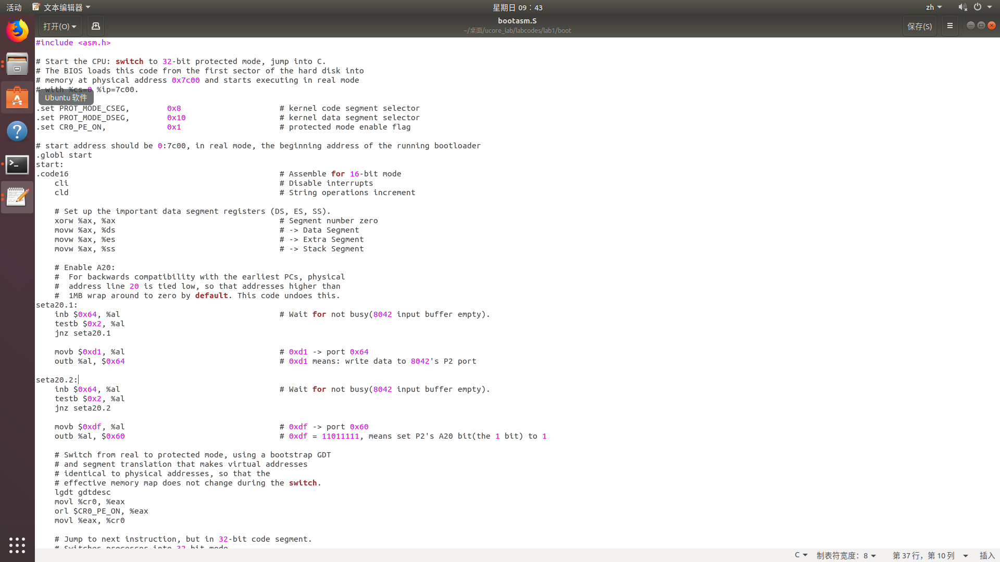 活动 文本编辑器 星期日 09：43 zh
打开(O) bootasm.S 保存(S)
~/桌面/ucore_lab/labcodes/lab1/boot
#include <asm.h>
# Start the CPU: switch to 32-bit protected mode, jump into C.
# The BIOS loads this code from the first sector of the hard disk into
# memory at physical address 0x7c00 and starts executing in real mode
# with %cs=0 %ip=7c00.
Ubuntu 软件
.set PROT_MODE_CSEG,        0x8                     # kernel code segment selector
.set PROT_MODE_DSEG,        0x10                    # kernel data segment selector
.set CR0_PE_ON,             0x1                     # protected mode enable flag
# start address should be 0:7c00, in real mode, the beginning address of the running bootloader
.globl start
start:
.code16                                             # Assemble for 16-bit mode
    cli                                             # Disable interrupts
    cld                                             # String operations increment
    # Set up the important data segment registers (DS, ES, SS).
    xorw %ax, %ax                                   # Segment number zero
    movw %ax, %ds                                   # -> Data Segment
    movw %ax, %es                                   # -> Extra Segment
    movw %ax, %ss                                   # -> Stack Segment
    # Enable A20:
    #  For backwards compatibility with the earliest PCs, physical
    #  address line 20 is tied low, so that addresses higher than
    #  1MB wrap around to zero by default. This code undoes this.
seta20.1:
    inb $0x64, %al                                  # Wait for not busy(8042 input buffer empty).
    testb $0x2, %al
    jnz seta20.1
    movb $0xd1, %al                                 # 0xd1 -> port 0x64
    outb %al, $0x64                                 # 0xd1 means: write data to 8042's P2 port
seta20.2:
    inb $0x64, %al                                  # Wait for not busy(8042 input buffer empty).
    testb $0x2, %al
    jnz seta20.2
    movb $0xdf, %al                                 # 0xdf -> port 0x60
    outb %al, $0x60                                 # 0xdf = 11011111, means set P2's A20 bit(the 1 bit) to 1
    # Switch from real to protected mode, using a bootstrap GDT
    # and segment translation that makes virtual addresses
    # identical to physical addresses, so that the
    # effective memory map does not change during the switch.
    lgdt gdtdesc
    movl %cr0, %eax
    orl $CR0_PE_ON, %eax
    movl %eax, %cr0
    # Jump to next instruction, but in 32-bit code segment.
    # Switches processor into 32-bit mode.
C 制表符宽度：8 第 37 行，第 10 列 插入